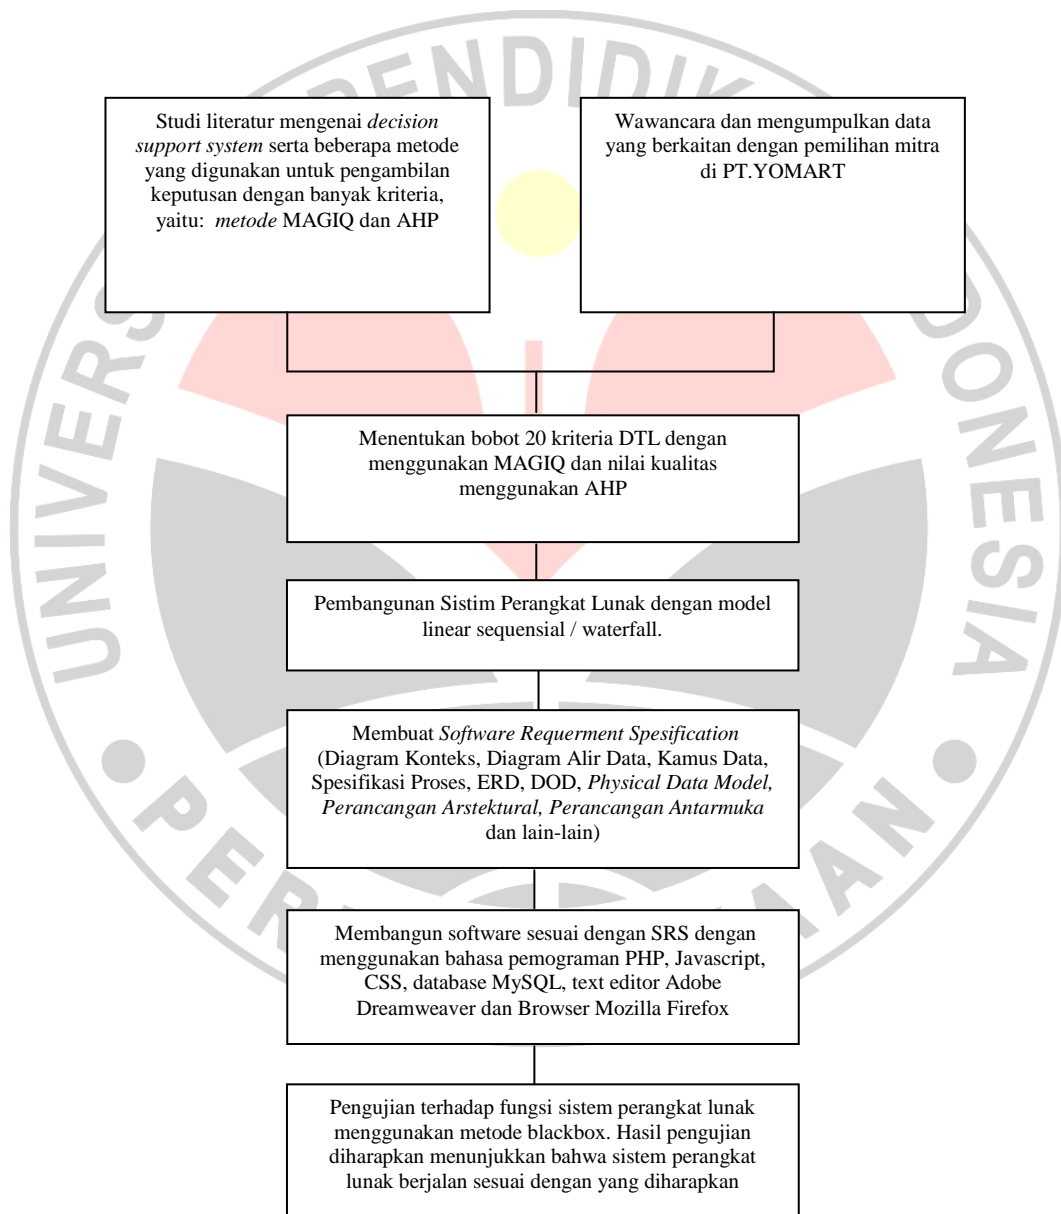 Studi literatur mengenai decision
support system serta beberapa metode
yang digunakan untuk pengambilan
keputusan dengan banyak kriteria,
yaitu:  metode MAGIQ dan AHP
Wawancara dan mengumpulkan data
yang berkaitan dengan pemilihan mitra
di PT.YOMART
Menentukan bobot 20 kriteria DTL dengan
menggunakan MAGIQ dan nilai kualitas
menggunakan AHP
Pembangunan Sistim Perangkat Lunak dengan model
linear sequensial / waterfall.
Membuat Software Requerment Spesification
(Diagram Konteks, Diagram Alir Data, Kamus Data,
Spesifikasi Proses, ERD, DOD, Physical Data Model,
Perancangan Arstektural, Perancangan Antarmuka
dan lain-lain)
Membangun software sesuai dengan SRS dengan
menggunakan bahasa pemograman PHP, Javascript,
CSS, database MySQL, text editor Adobe
Dreamweaver dan Browser Mozilla Firefox
Pengujian terhadap fungsi sistem perangkat lunak
menggunakan metode blackbox. Hasil pengujian
diharapkan menunjukkan bahwa sistem perangkat
lunak berjalan sesuai dengan yang diharapkan